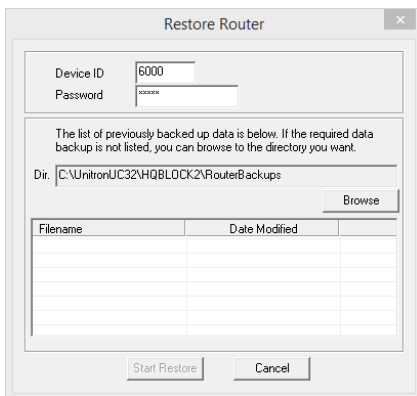 Restore Router
Device ID 6000
Password xxxxx
The list of previously backed up data is below. If the required data
backup is not listed, you can browse to the directory you want.
Dir. C:\UnitronUC32\HQBLOCK2\RouterBackups
Browse
Filename Date Modified
Start Restore Cancel